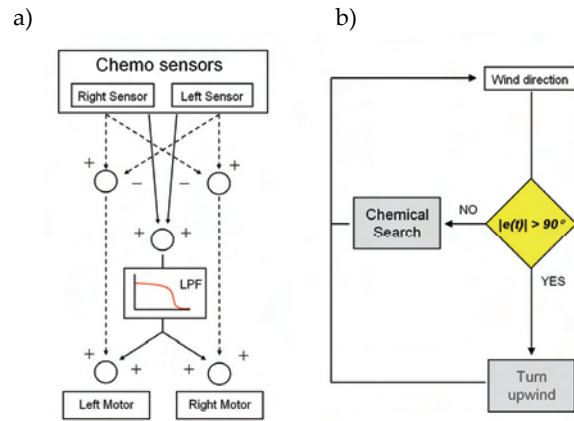 a)
Chemo sensors
Right Sensor
Left Sensor
+
+
−
−
+
+
LPF
+
+
+
+
Left Motor
Right Motor
b)
Wind direction
|e(t)| > 90°
NO
Chemical
Search
YES
Turn
upwind